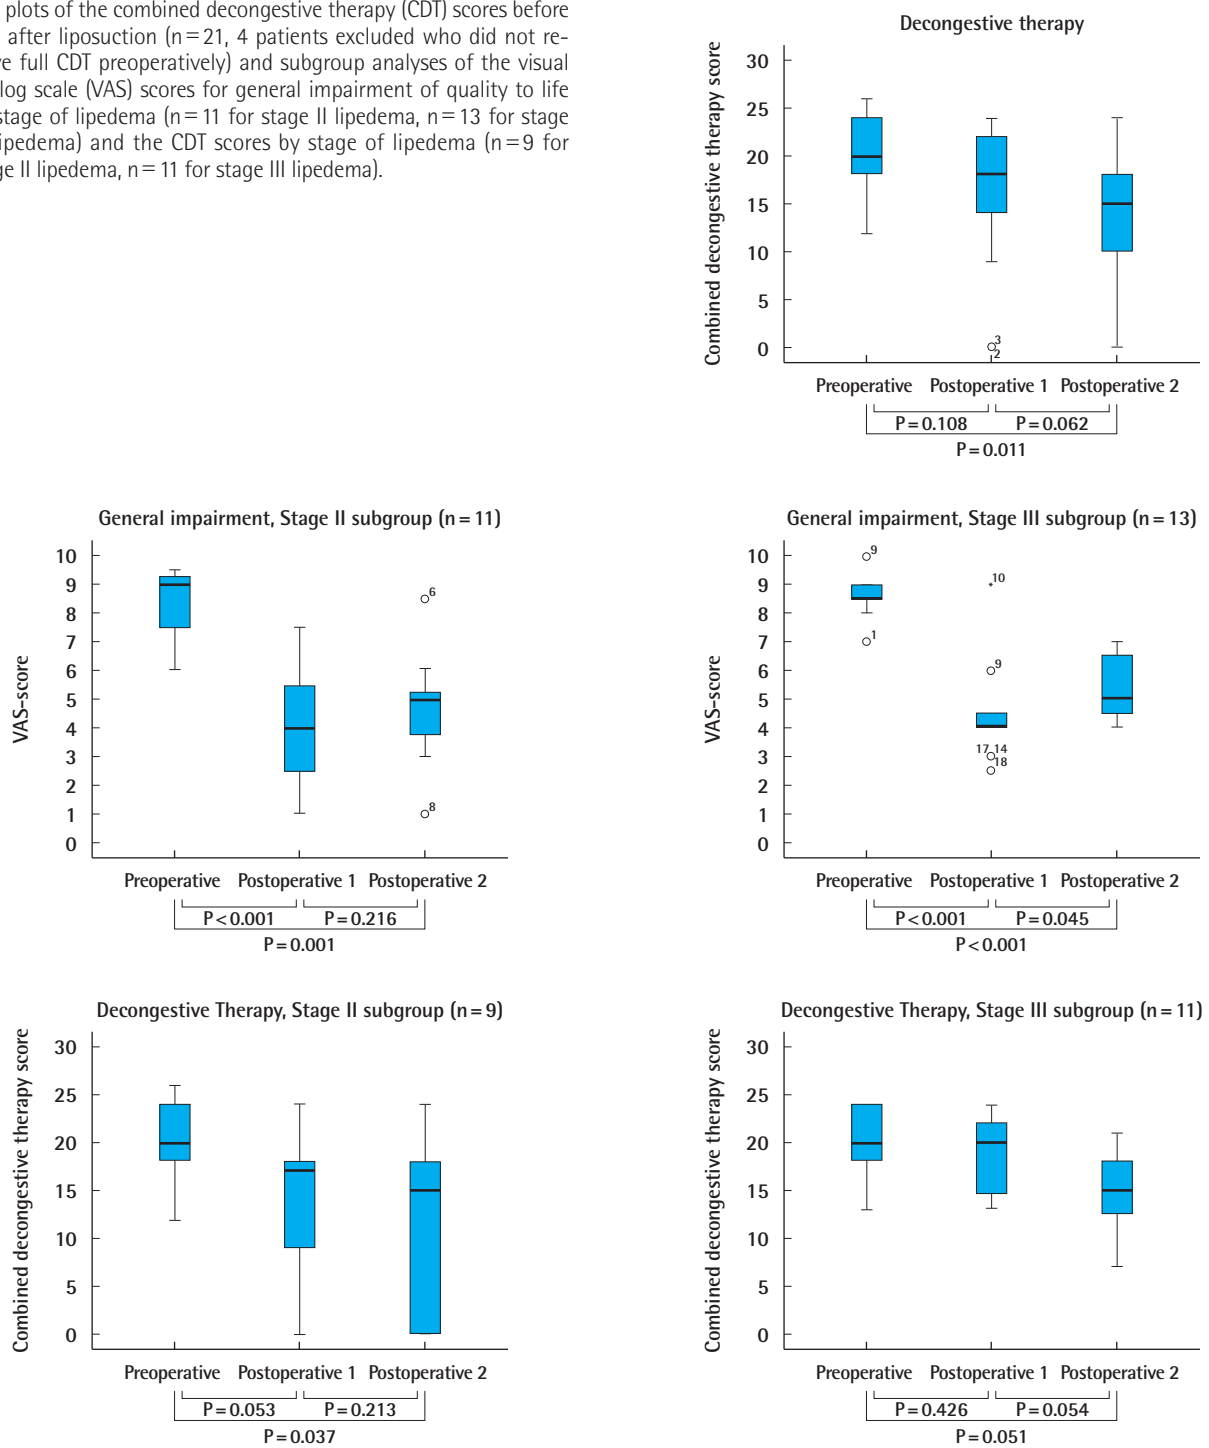 plots of the combined decongestive therapy (CDT) scores before
after liposuction (n=21, 4 patients excluded who did not re-
ve full CDT preoperatively) and subgroup analyses of the visual
log scale (VAS) scores for general impairment of quality to life
stage of lipedema (n=11 for stage II lipedema, n=13 for stage
ipedema) and the CDT scores by stage of lipedema (n=9 for
ge II lipedema, n=11 for stage III lipedema).
Decongestive therapy
Combined decongestive therapy score
30
25
20
15
10
5
0
3
2
Preoperative Postoperative 1 Postoperative 2
P=0.108 P=0.062
P=0.011
General impairment, Stage II subgroup (n=11)
VAS-score
10
9
8
7
6
5
4
3
2
1
0
6
8
Preoperative Postoperative 1 Postoperative 2
P<0.001 P=0.216
P=0.001
General impairment, Stage III subgroup (n=13)
VAS-score
10
9
8
7
6
5
4
3
2
1
0
9
1
10
9
17 14
18
Preoperative Postoperative 1 Postoperative 2
P<0.001 P=0.045
P<0.001
Decongestive Therapy, Stage II subgroup (n=9)
Combined decongestive therapy score
30
25
20
15
10
5
0
Preoperative Postoperative 1 Postoperative 2
P=0.053 P=0.213
P=0.037
Decongestive Therapy, Stage III subgroup (n=11)
Combined decongestive therapy score
30
25
20
15
10
5
0
Preoperative Postoperative 1 Postoperative 2
P=0.426 P=0.054
P=0.051